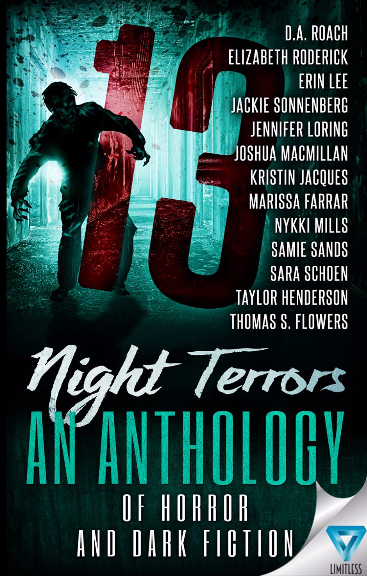 13
D.A. ROACH
ELIZABETH RODERICK
ERIN LEE
JACKIE SONNENBERG
JENNIFER LORING
JOSHUA MACMILLAN
KRISTIN JACQUES
MARISSA FARRAR
NYKKI MILLS
SAMIE SANDS
SARA SCHOEN
TAYLOR HENDERSON
THOMAS S. FLOWERS
Night Terrors
AN ANTHOLOGY
OF HORROR
AND DARK FICTION
LIMITLESS